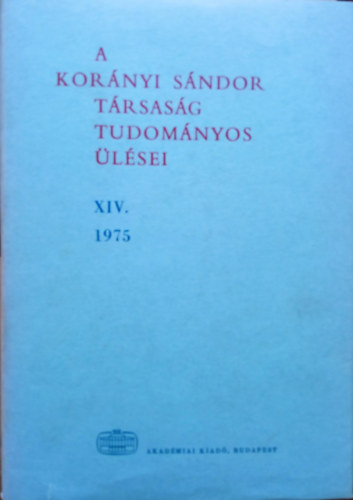 A
KORÁNYI SÁNDOR
TÁRSASÁG
TUDOMÁNYOS
ÜLÉSEI
XIV.
1975
AKADÉMIAI KIADÓ, BUDAPEST